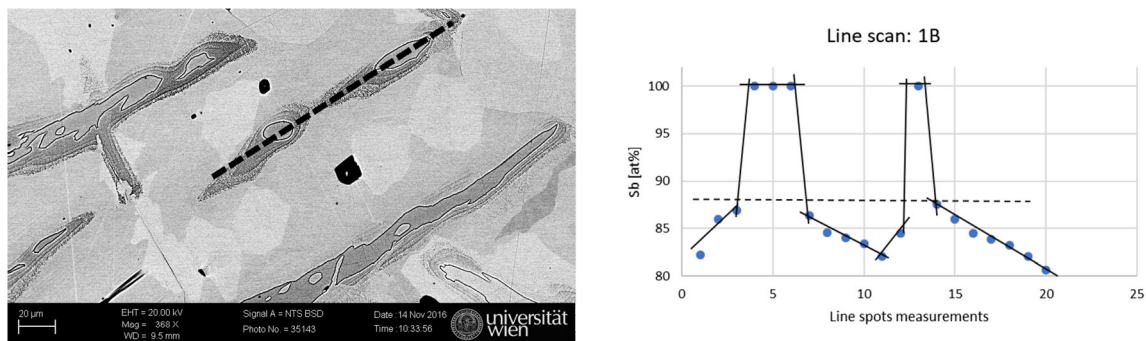 20 µm
EHT = 20.00 kV
Mag = 368 X
WD = 9.5 mm
Signal A = NTS BSD
Photo No. = 35143
Date :14 Nov 2016
Time :10:33:56
universität
wien
Line scan: 1B
Sb [at%]
100
95
90
85
80
0
5
10
15
20
25
Line spots measurements